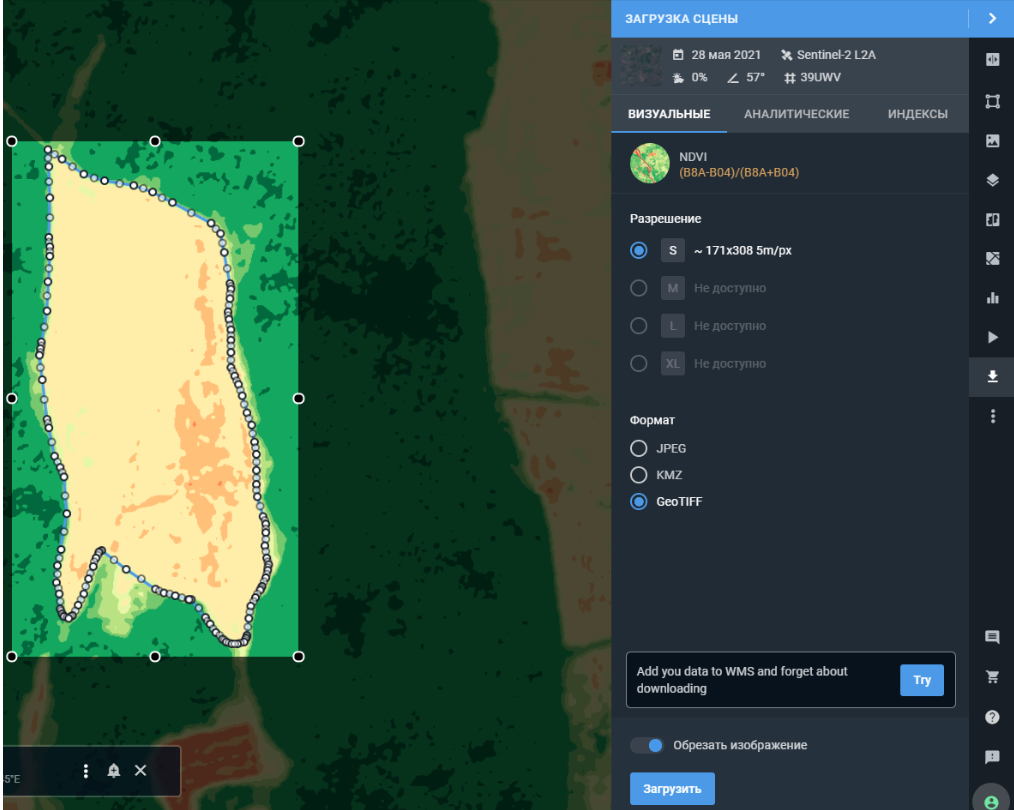 ЗАГРУЗКА СЦЕНЫ
28 мая 2021 Sentinel-2 L2A
0% 57° 39UWV
ВИЗУАЛЬНЫЕ АНАЛИТИЧЕСКИЕ ИНДЕКСЫ
NDVI
(B8A-B04)/(B8A+B04)
Разрешение
S ~ 171x308 5m/px
M Не доступно
L Не доступно
XL Не доступно
Формат
JPEG
KMZ
GeoTIFF
Add you data to WMS and forget about
downloading
Try
Обрезать изображение
5°E
Загрузить